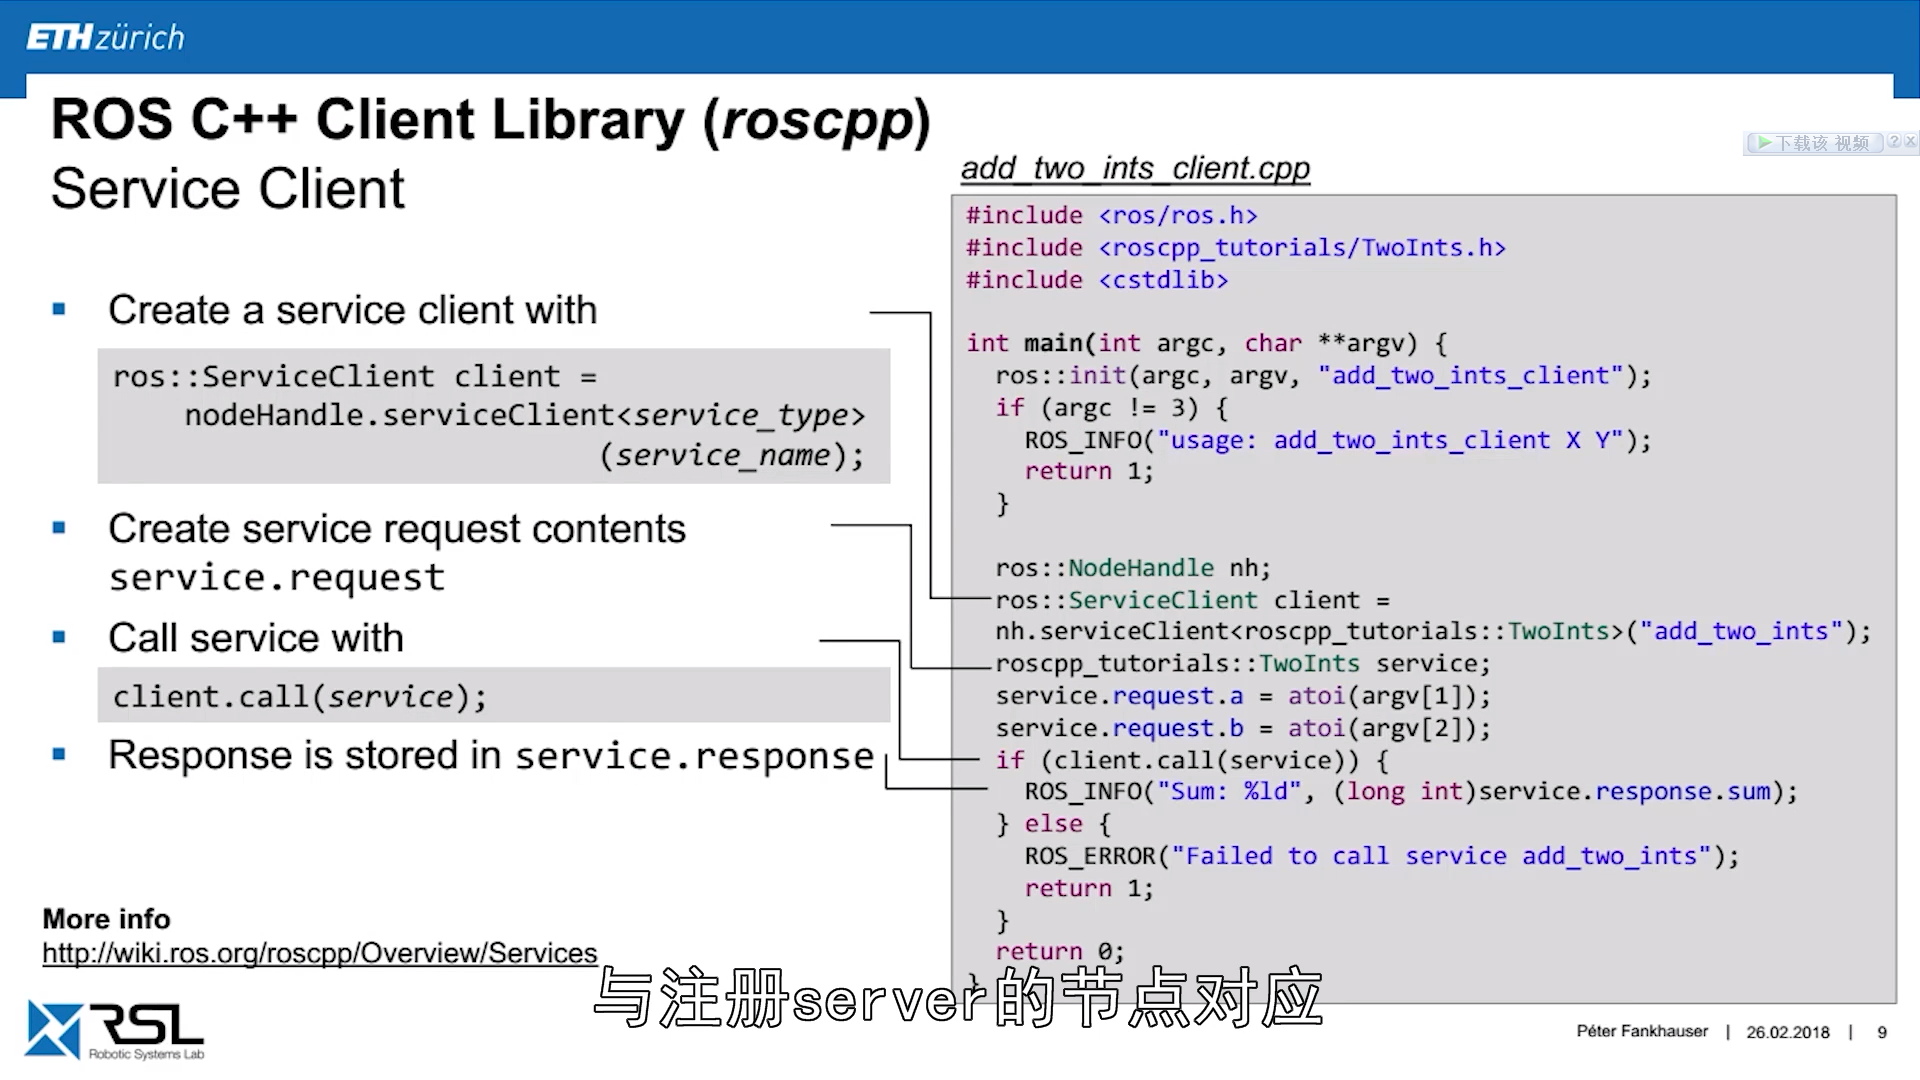 ETH zürich
ROS C++ Client Library (roscpp)
Service Client
下载该 视频 ? X
add_two_ints_client.cpp
Create a service client with
ros::ServiceClient client =
nodeHandle.serviceClient<service_type>
(service_name);
Create service request contents
service.request
Call service with
client.call(service);
Response is stored in service.response
#include <ros/ros.h>
#include <roscpp_tutorials/TwoInts.h>
#include <cstdlib>
int main(int argc, char **argv) {
ros::init(argc, argv, "add_two_ints_client");
if (argc != 3) {
ROS_INFO("usage: add_two_ints_client X Y");
return 1;
}
ros::NodeHandle nh;
ros::ServiceClient client =
nh.serviceClient<roscpp_tutorials::TwoInts>("add_two_ints");
roscpp_tutorials::TwoInts service;
service.request.a = atoi(argv[1]);
service.request.b = atoi(argv[2]);
if (client.call(service)) {
ROS_INFO("Sum: %ld", (long int)service.response.sum);
} else {
ROS_ERROR("Failed to call service add_two_ints");
return 1;
}
return 0;
}
More info
http://wiki.ros.org/roscpp/Overview/Services
与注册server的节点对应
RSL
Robotic Systems Lab
Péter Fankhauser | 26.02.2018 | 9